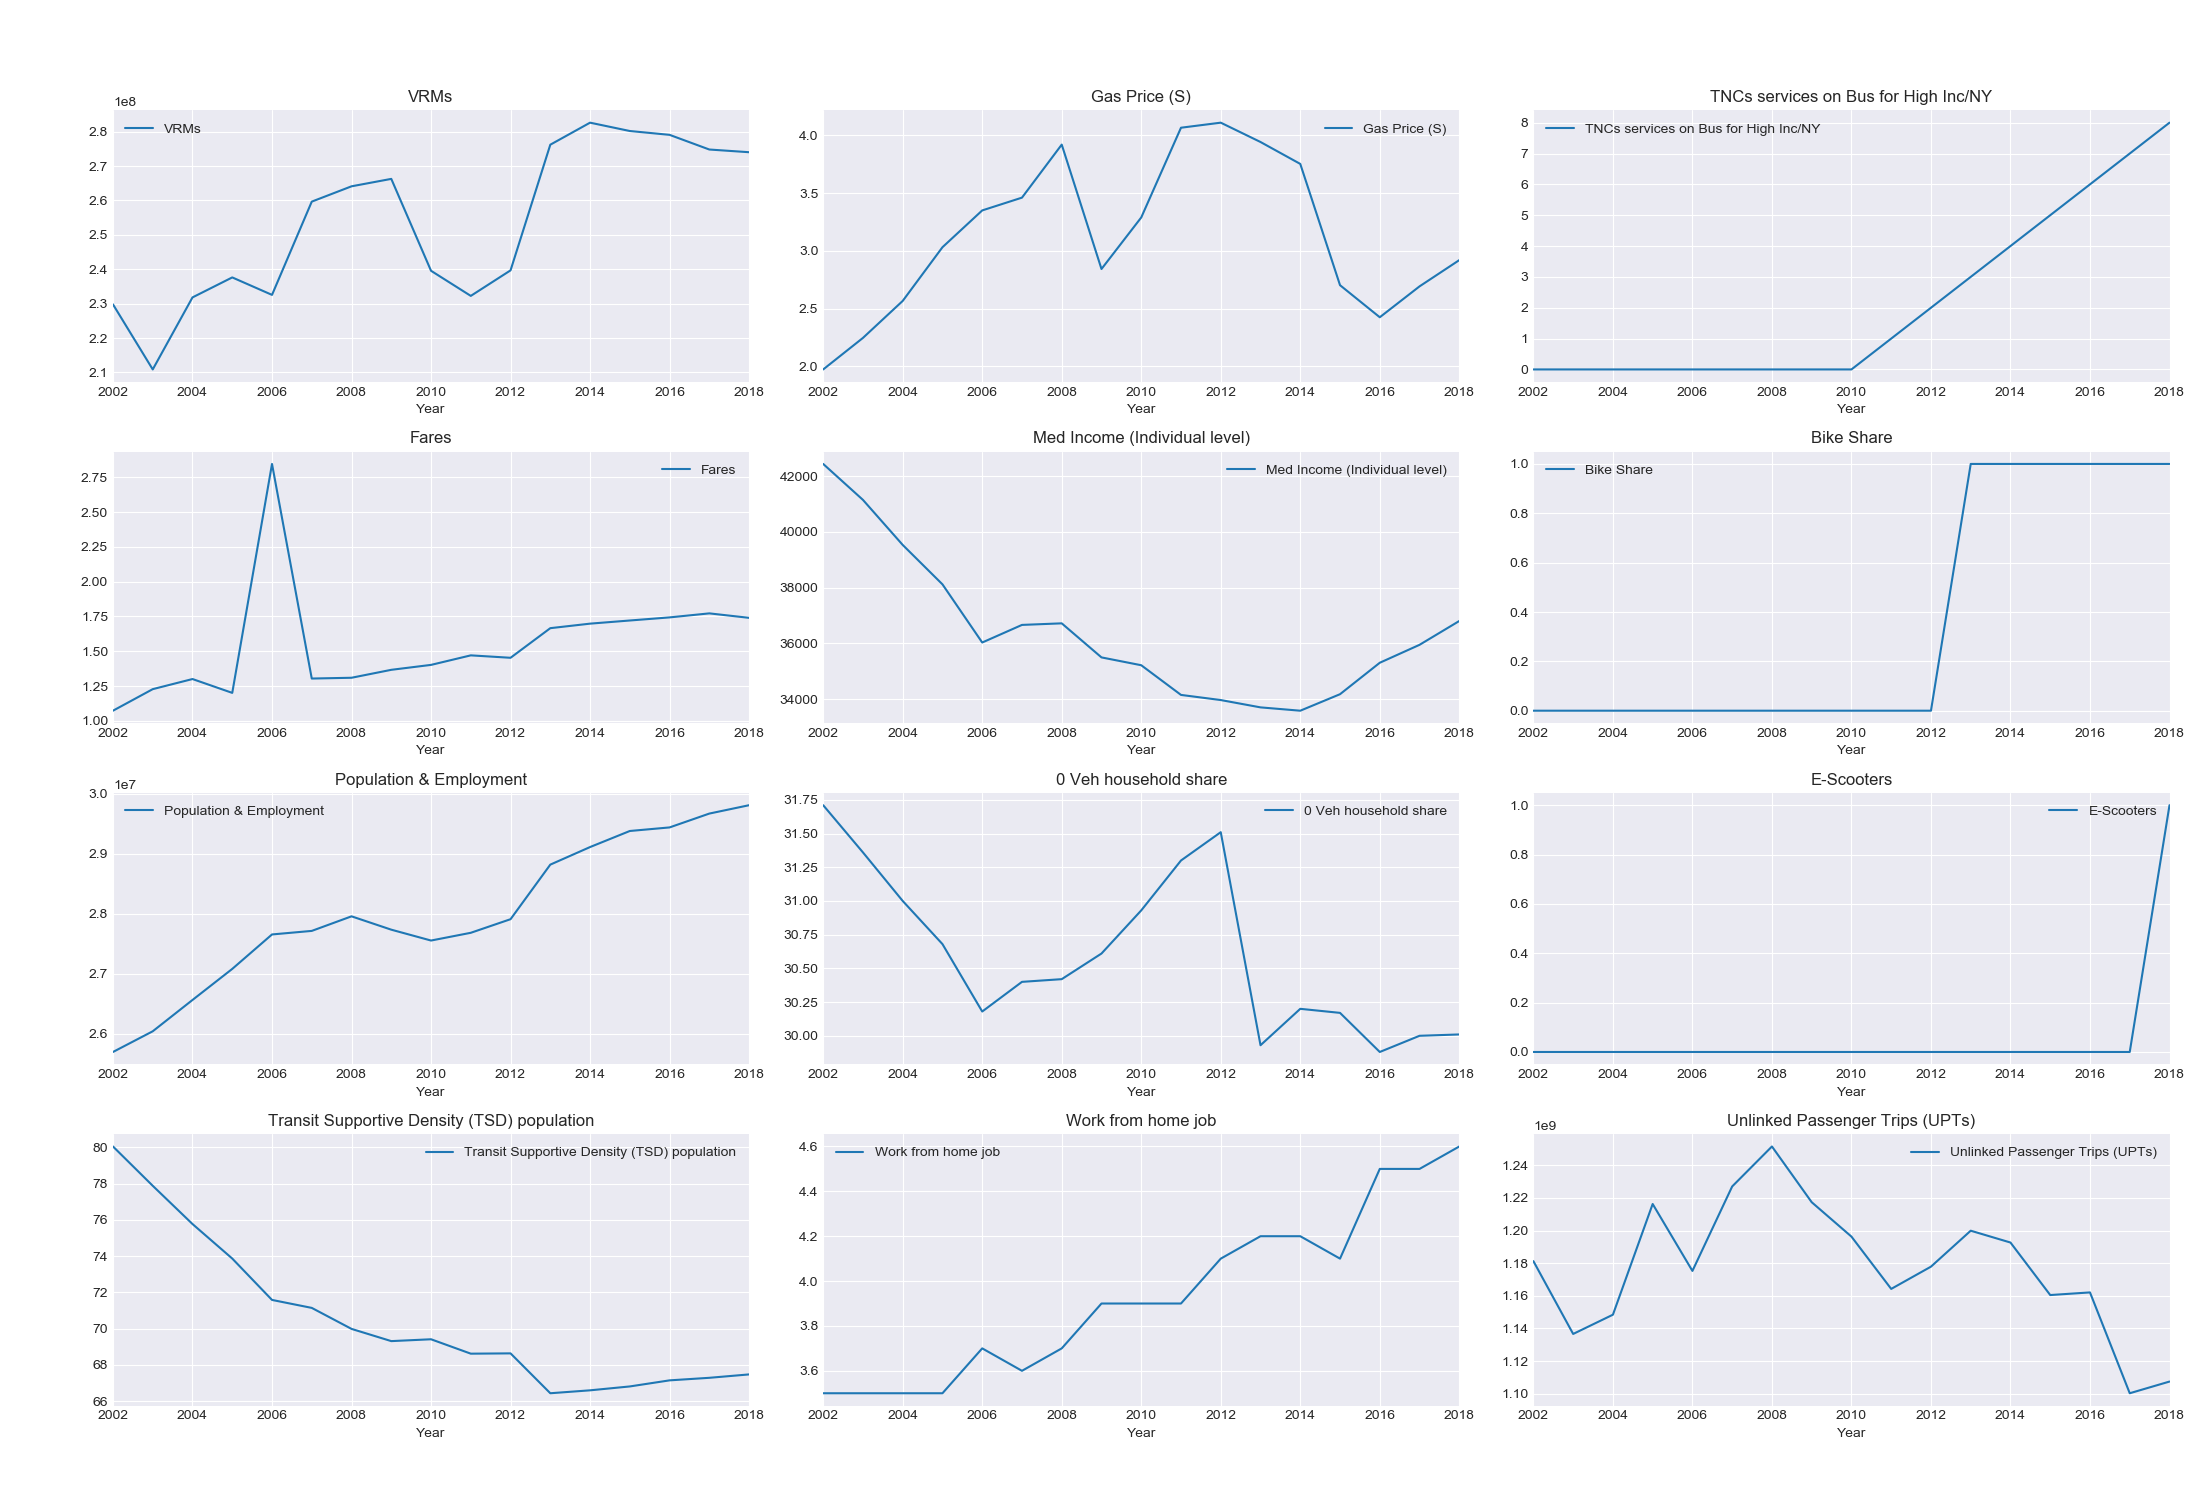 VRMs
1e8
VRMs
2.8
2.7
2.6
2.5
2.4
2.3
2.2
2.1
2002 2004 2006 2008 2010 2012 2014 2016 2018
Year
Gas Price (S)
Gas Price (S)
4.0
3.5
3.0
2.5
2.0
2002 2004 2006 2008 2010 2012 2014 2016 2018
Year
TNCs services on Bus for High Inc/NY
TNCs services on Bus for High Inc/NY
8
7
6
5
4
3
2
1
0
2002 2004 2006 2008 2010 2012 2014 2016 2018
Year
Fares
Fares
2.75
2.50
2.25
2.00
1.75
1.50
1.25
1.00
2002 2004 2006 2008 2010 2012 2014 2016 2018
Year
Med Income (Individual level)
Med Income (Individual level)
42000
40000
38000
36000
34000
2002 2004 2006 2008 2010 2012 2014 2016 2018
Year
Bike Share
Bike Share
1.0
0.8
0.6
0.4
0.2
0.0
2002 2004 2006 2008 2010 2012 2014 2016 2018
Year
Population & Employment
1e7
Population & Employment
3.0
2.9
2.8
2.7
2.6
2002 2004 2006 2008 2010 2012 2014 2016 2018
Year
0 Veh household share
0 Veh household share
31.75
31.50
31.25
31.00
30.75
30.50
30.25
30.00
2002 2004 2006 2008 2010 2012 2014 2016 2018
Year
E-Scooters
E-Scooters
1.0
0.8
0.6
0.4
0.2
0.0
2002 2004 2006 2008 2010 2012 2014 2016 2018
Year
Transit Supportive Density (TSD) population
Transit Supportive Density (TSD) population
80
78
76
74
72
70
68
66
2002 2004 2006 2008 2010 2012 2014 2016 2018
Year
Work from home job
Work from home job
4.6
4.4
4.2
4.0
3.8
3.6
2002 2004 2006 2008 2010 2012 2014 2016 2018
Year
Unlinked Passenger Trips (UPTs)
1e9
Unlinked Passenger Trips (UPTs)
1.24
1.22
1.20
1.18
1.16
1.14
1.12
1.10
2002 2004 2006 2008 2010 2012 2014 2016 2018
Year